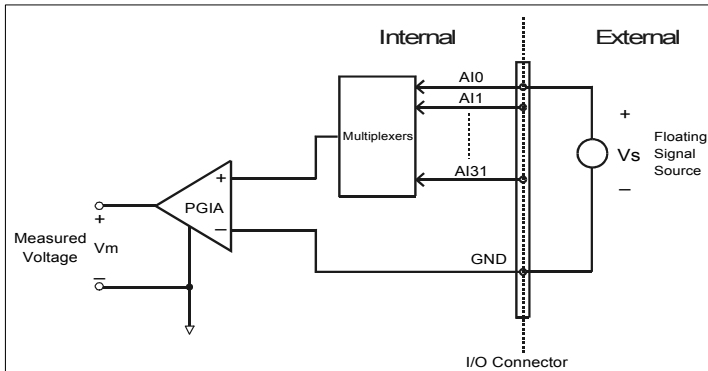 Internal
External
AI0
AI1
Multiplexers
AI31
+
PGIA
–
+
Measured
Voltage
Vm
–
GND
+
Vs
–
Floating
Signal
Source
I/O Connector